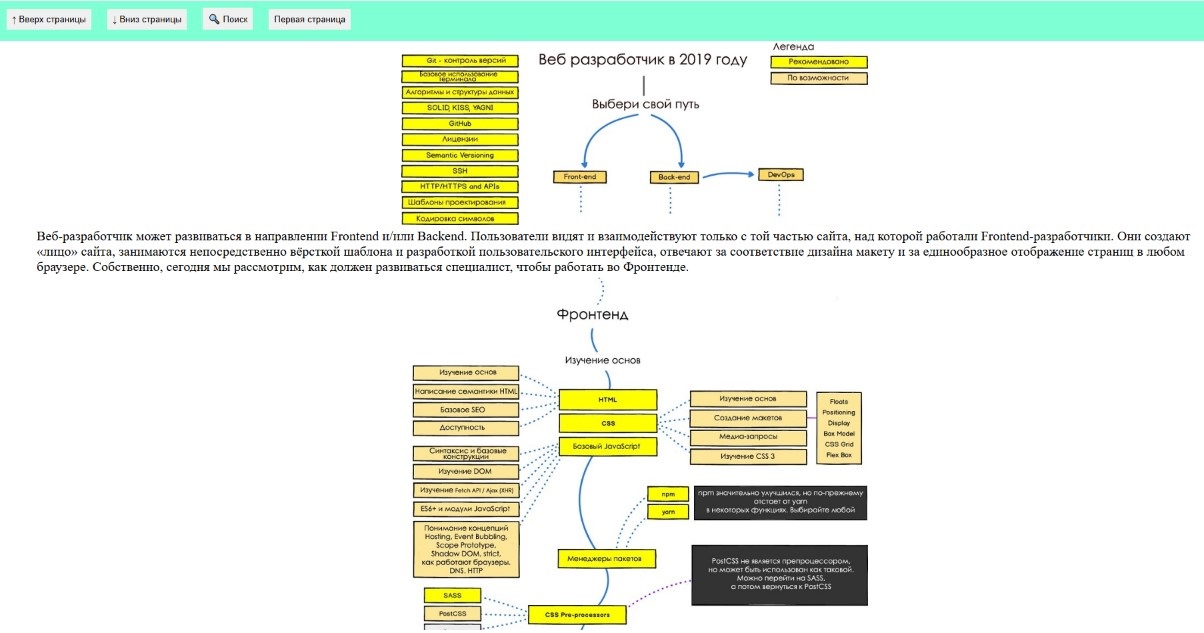 ↑ Вверх страницы
↓ Вниз страницы
🔍 Поиск
Первая страница
Git - контроль версий
Базовое использование
терминала
Алгоритмы и структуры данных
SOLID, KISS, YAGNI
GitHub
Лицензии
Semantic Versioning
SSH
HTTP/HTTPS and APIs
Шаблоны проектирования
Кодировка символов
Веб разработчик в 2019 году
Выбери свой путь
Front-end
Back-end
DevOps
Легенда
Рекомендовано
По возможности
Веб-разработчик может развиваться в направлении Frontend и/или Backend. Пользователи видят и взаимодействуют только с той частью сайта, над которой работали Frontend-разработчики. Они создают
«лицо» сайта, занимаются непосредственно вёрсткой шаблона и разработкой пользовательского интерфейса, отвечают за соответствие дизайна макету и за единообразное отображение страниц в любом
браузере. Собственно, сегодня мы рассмотрим, как должен развиваться специалист, чтобы работать во Фронтенде.
Фронтенд
Изучение основ
Изучение основ
Написание семантики HTML
Базовое SEO
Доступность
HTML
CSS
Базовый JavaScript
Изучение основ
Создание макетов
Медиа-запросы
Изучение CSS 3
Floats
Positioning
Display
Box Model
CSS Grid
Flex Box
Синтаксис и базовые
конструкции
Изучение DOM
Изучение Fetch API / Ajax (XHR)
ES6+ и модули JavaScript
Понимание концепций
Hosting, Event Bubbling,
Scope Prototype,
Shadow DOM, strict,
как работают браузеры,
DNS, HTTP
npm
yarn
npm значительно улучшился, но по-прежнему
отстает от yarn
в некоторых функциях. Выбирайте любой
Менеджеры пакетов
PostCSS не является препроцессором,
но может быть использован как таковой.
Можно перейти на SASS,
а потом вернуться к PostCSS
SASS
PostCSS
CSS Pre-processors